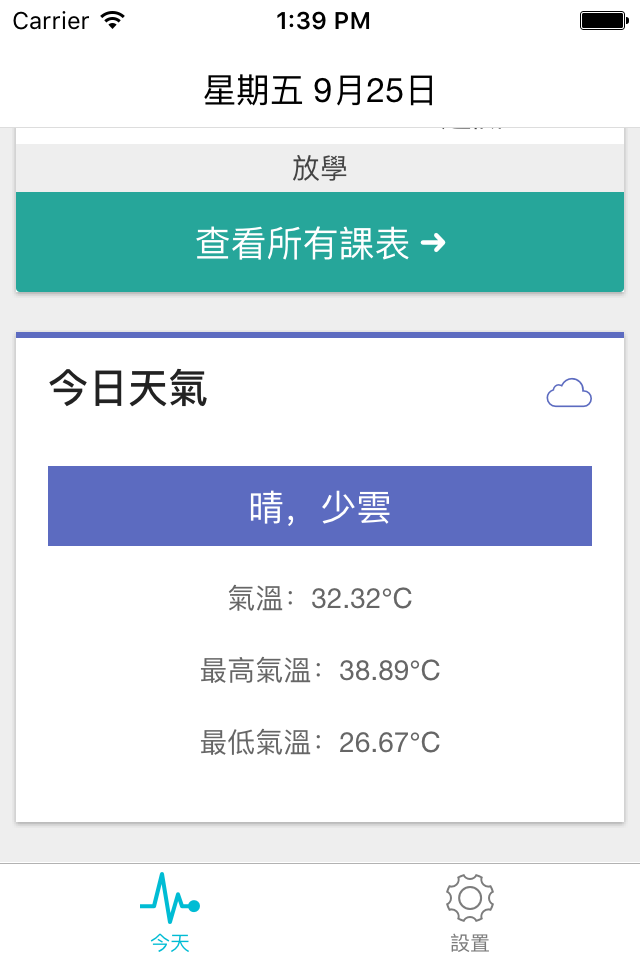 Carrier 1:39 PM
星期五 9月25日
放學
查看所有課表 ➜
今日天氣
晴，少雲
氣溫：32.32°C
最高氣溫：38.89°C
最低氣溫：26.67°C
今天 設置